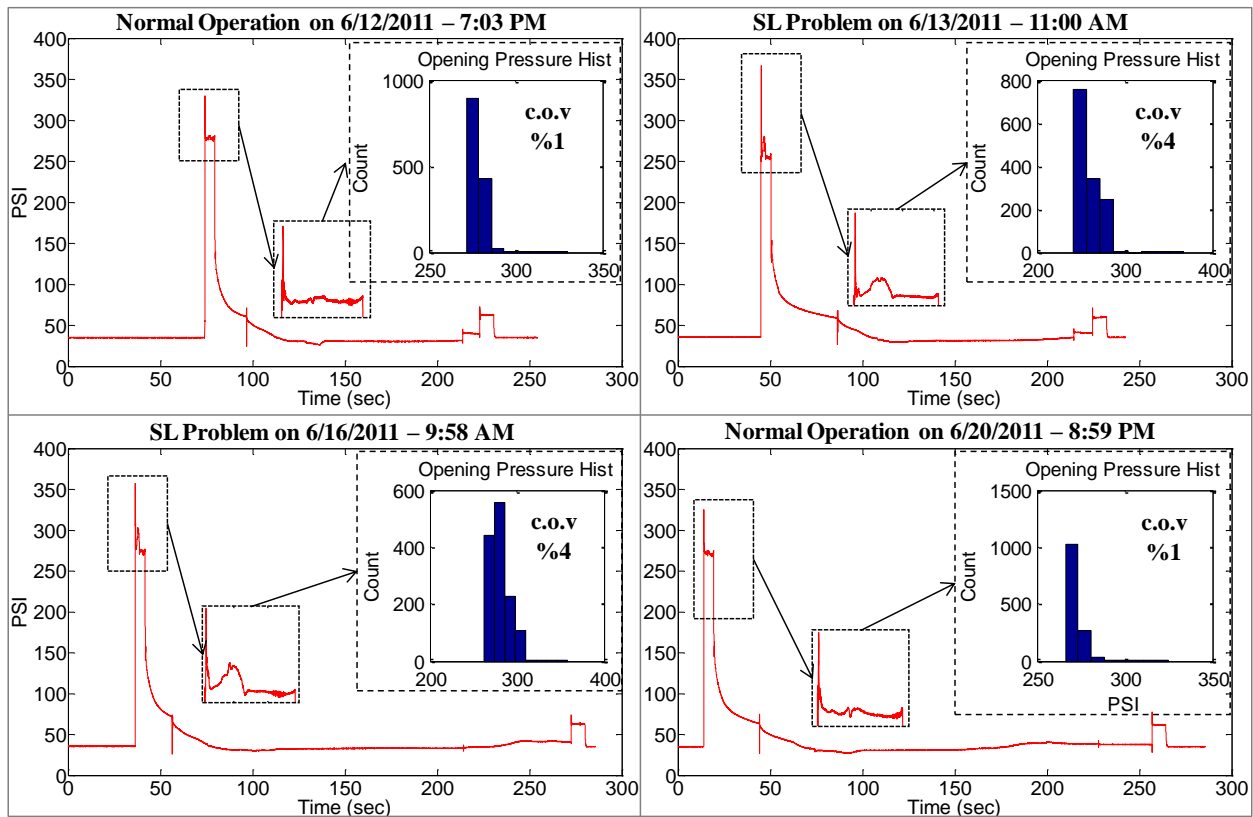 Normal Operation on 6/12/2011 – 7:03 PM
400
350
300
250
200
150
100
50
0
PSI
0 50 100 150 200 250 300
Time (sec)
Opening Pressure Hist
1000
500
0
Count
250 300 350
c.o.v
%1
SL Problem on 6/13/2011 – 11:00 AM
400
350
300
250
200
150
100
50
0
0 50 100 150 200 250 300
Time (sec)
Opening Pressure Hist
800
600
400
200
0
Count
200 300 400
c.o.v
%4
SL Problem on 6/16/2011 – 9:58 AM
400
350
300
250
200
150
100
50
0
PSI
0 50 100 150 200 250 300
Time (sec)
Opening Pressure Hist
600
400
200
0
Count
200 300 400
c.o.v
%4
Normal Operation on 6/20/2011 – 8:59 PM
400
350
300
250
200
150
100
50
0
0 50 100 150 200 250 300
Time (sec)
Opening Pressure Hist
1500
1000
500
0
Count
250 300 350
PSI
c.o.v
%1